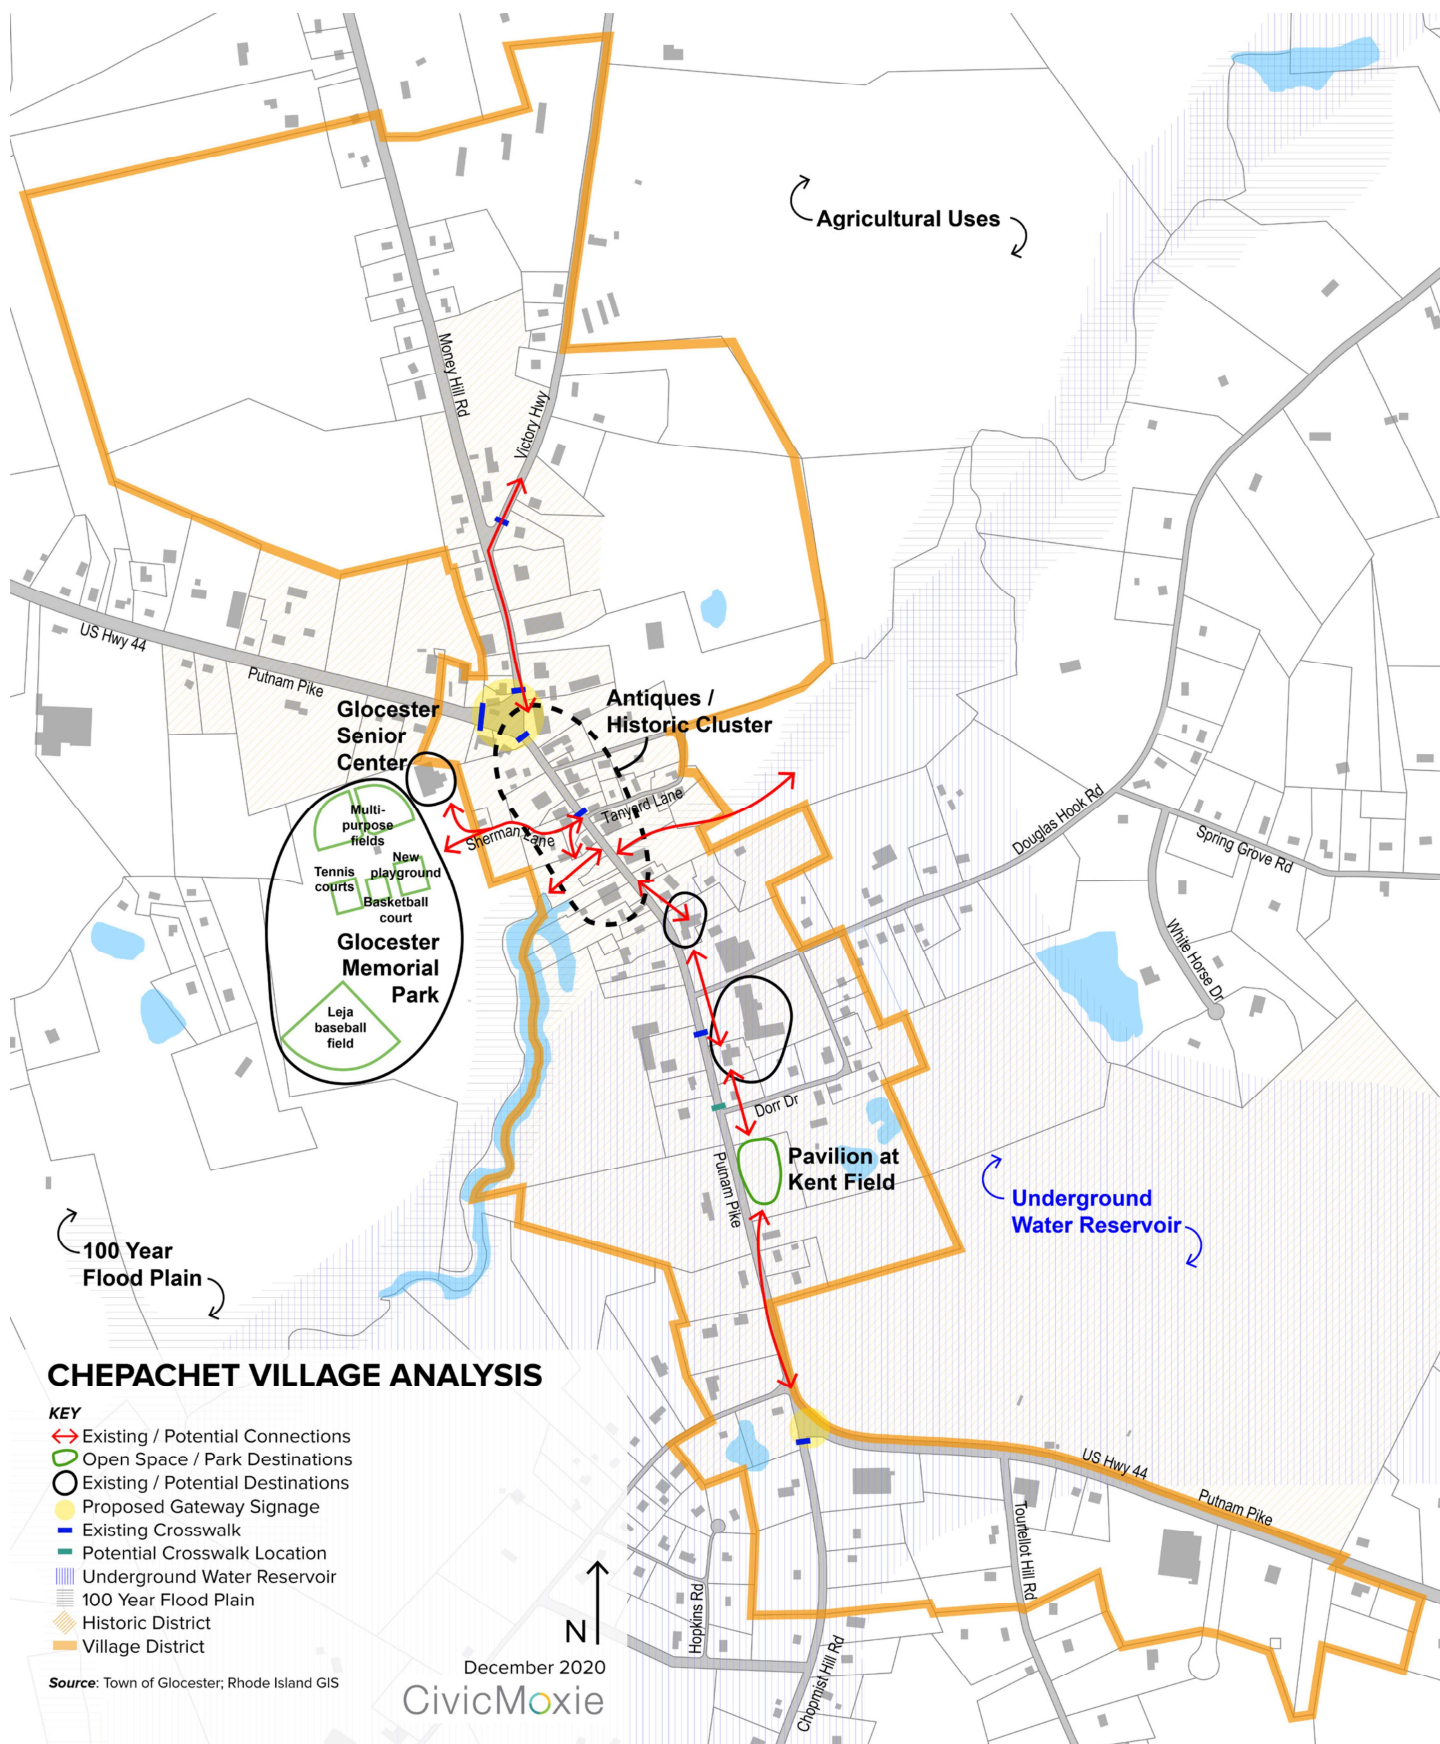 Agricultural Uses
Money Hill Rd
Victory Hwy
US Hwy 44
Putnam Pike
Glocester
Senior
Center
Antiques /
Historic Cluster
Tanyard Lane
Sherman Lane
Multi-
purpose
fields
New
playground
Tennis
courts
Basketball
court
Glocester
Memorial
Park
Leja
baseball
field
Douglas Hook Rd
Spring Grove Rd
White Horse Dr
Dorr Dr
Putnam Pike
Pavilion at
Kent Field
Underground
Water Reservoir
100 Year
Flood Plain
US Hwy 44
Putnam Pike
Tourtellot Hill Rd
Hopkins Rd
Chopmist Hill Rd
CHEPACHET VILLAGE ANALYSIS
KEY
Existing / Potential Connections
Open Space / Park Destinations
Existing / Potential Destinations
Proposed Gateway Signage
Existing Crosswalk
Potential Crosswalk Location
Underground Water Reservoir
100 Year Flood Plain
Historic District
Village District
Source: Town of Glocester; Rhode Island GIS
N
December 2020
CivicMoxie